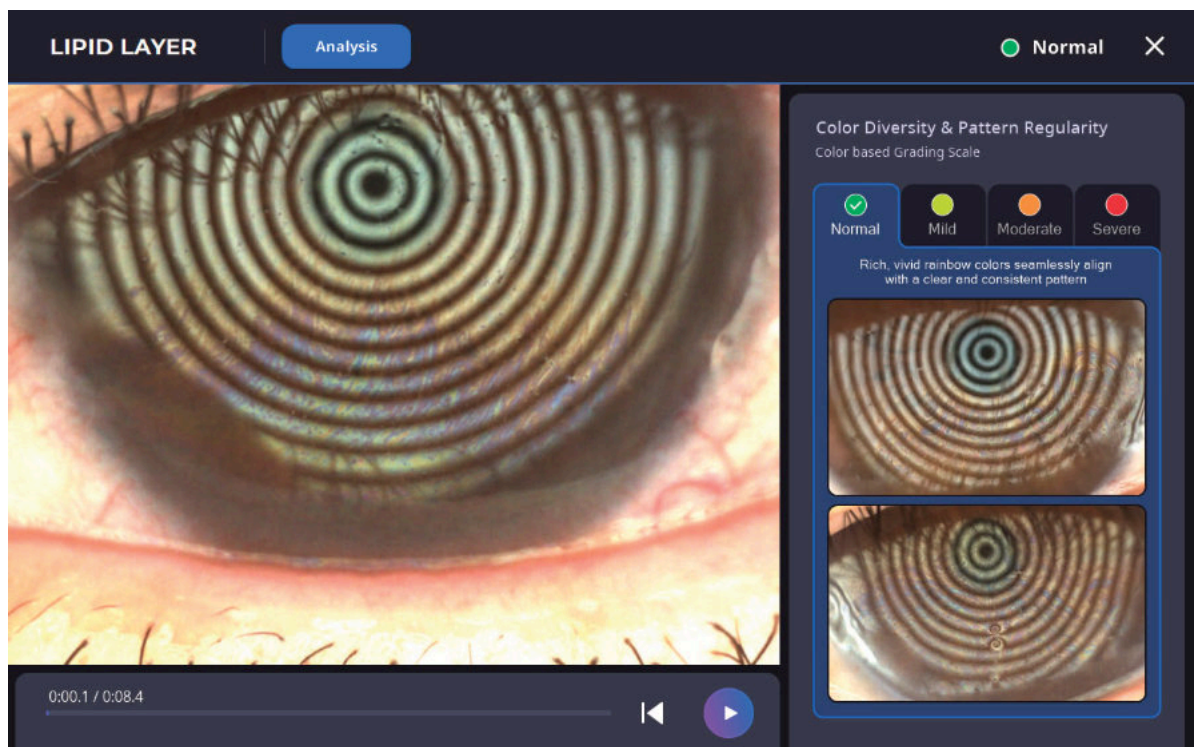 LIPID LAYER
Analysis
Normal
Color Diversity & Pattern Regularity
Color based Grading Scale
Normal
Mild
Moderate
Severe
Rich, vivid rainbow colors seamlessly align
with a clear and consistent pattern
0:00.1 / 0:08.4